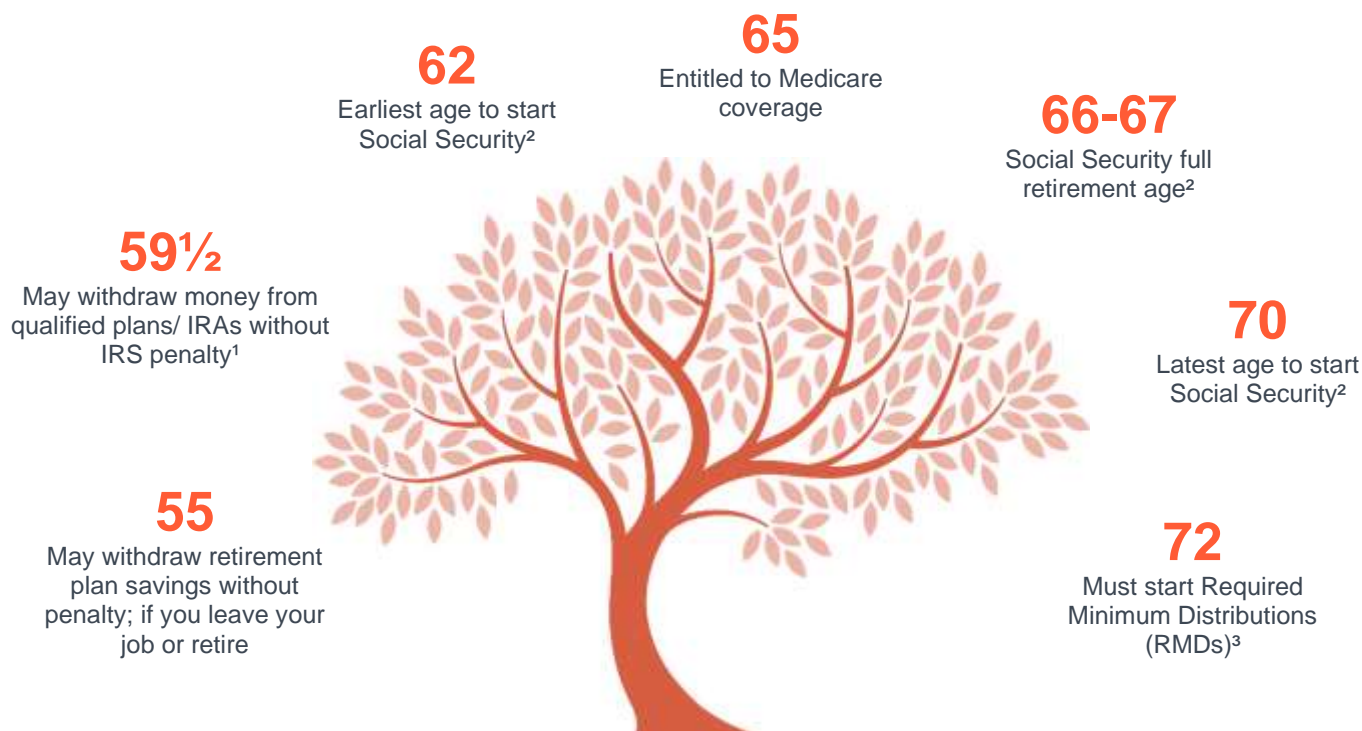 55
May withdraw retirement
plan savings without
penalty; if you leave your
job or retire
59½
May withdraw money from
qualified plans/ IRAs without
IRS penalty¹
62
Earliest age to start
Social Security²
65
Entitled to Medicare
coverage
66-67
Social Security full
retirement age²
70
Latest age to start
Social Security²
72
Must start Required
Minimum Distributions
(RMDs)³